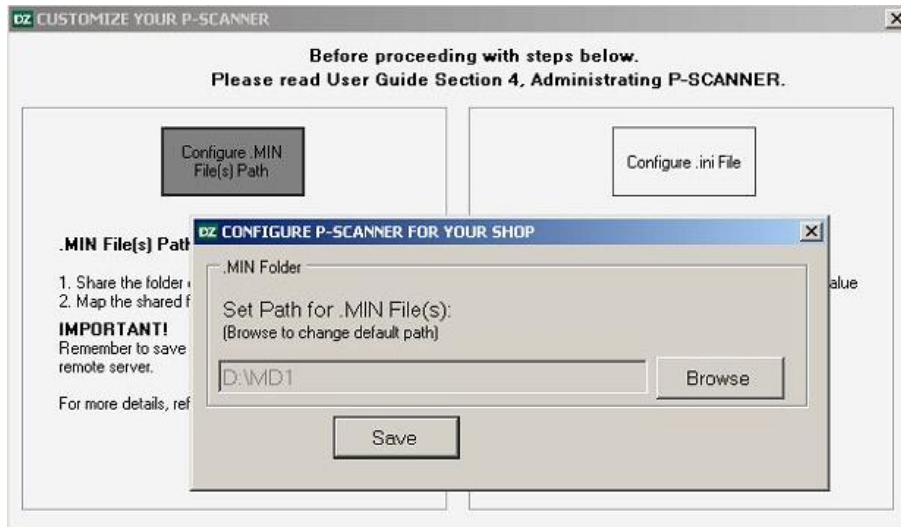 DZ CUSTOMIZE YOUR P-SCANNER
Before proceeding with steps below.
Please read User Guide Section 4, Administrating P-SCANNER.
Configure .MIN
File(s) Path
Configure .ini File
.MIN File(s) Path
1. Share the folder
2. Map the shared f
IMPORTANT!
Remember to save
remote server.
For more details, ref
alue
DZ CONFIGURE P-SCANNER FOR YOUR SHOP
.MIN Folder
Set Path for .MIN File(s):
(Browse to change default path)
D:\MD1
Browse
Save